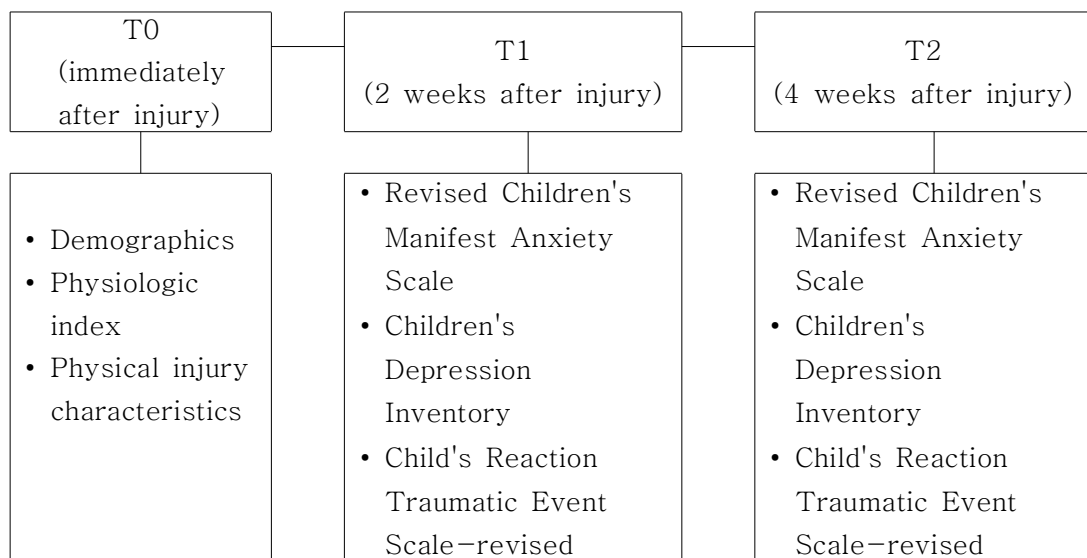 T0
(immediately
after injury)
T1
(2 weeks after injury)
T2
(4 weeks after injury)
• Demographics
• Physiologic
index
• Physical injury
characteristics
• Revised Children's
Manifest Anxiety
Scale
• Children's
Depression
Inventory
• Child's Reaction
Traumatic Event
Scale-revised
• Revised Children's
Manifest Anxiety
Scale
• Children's
Depression
Inventory
• Child's Reaction
Traumatic Event
Scale-revised